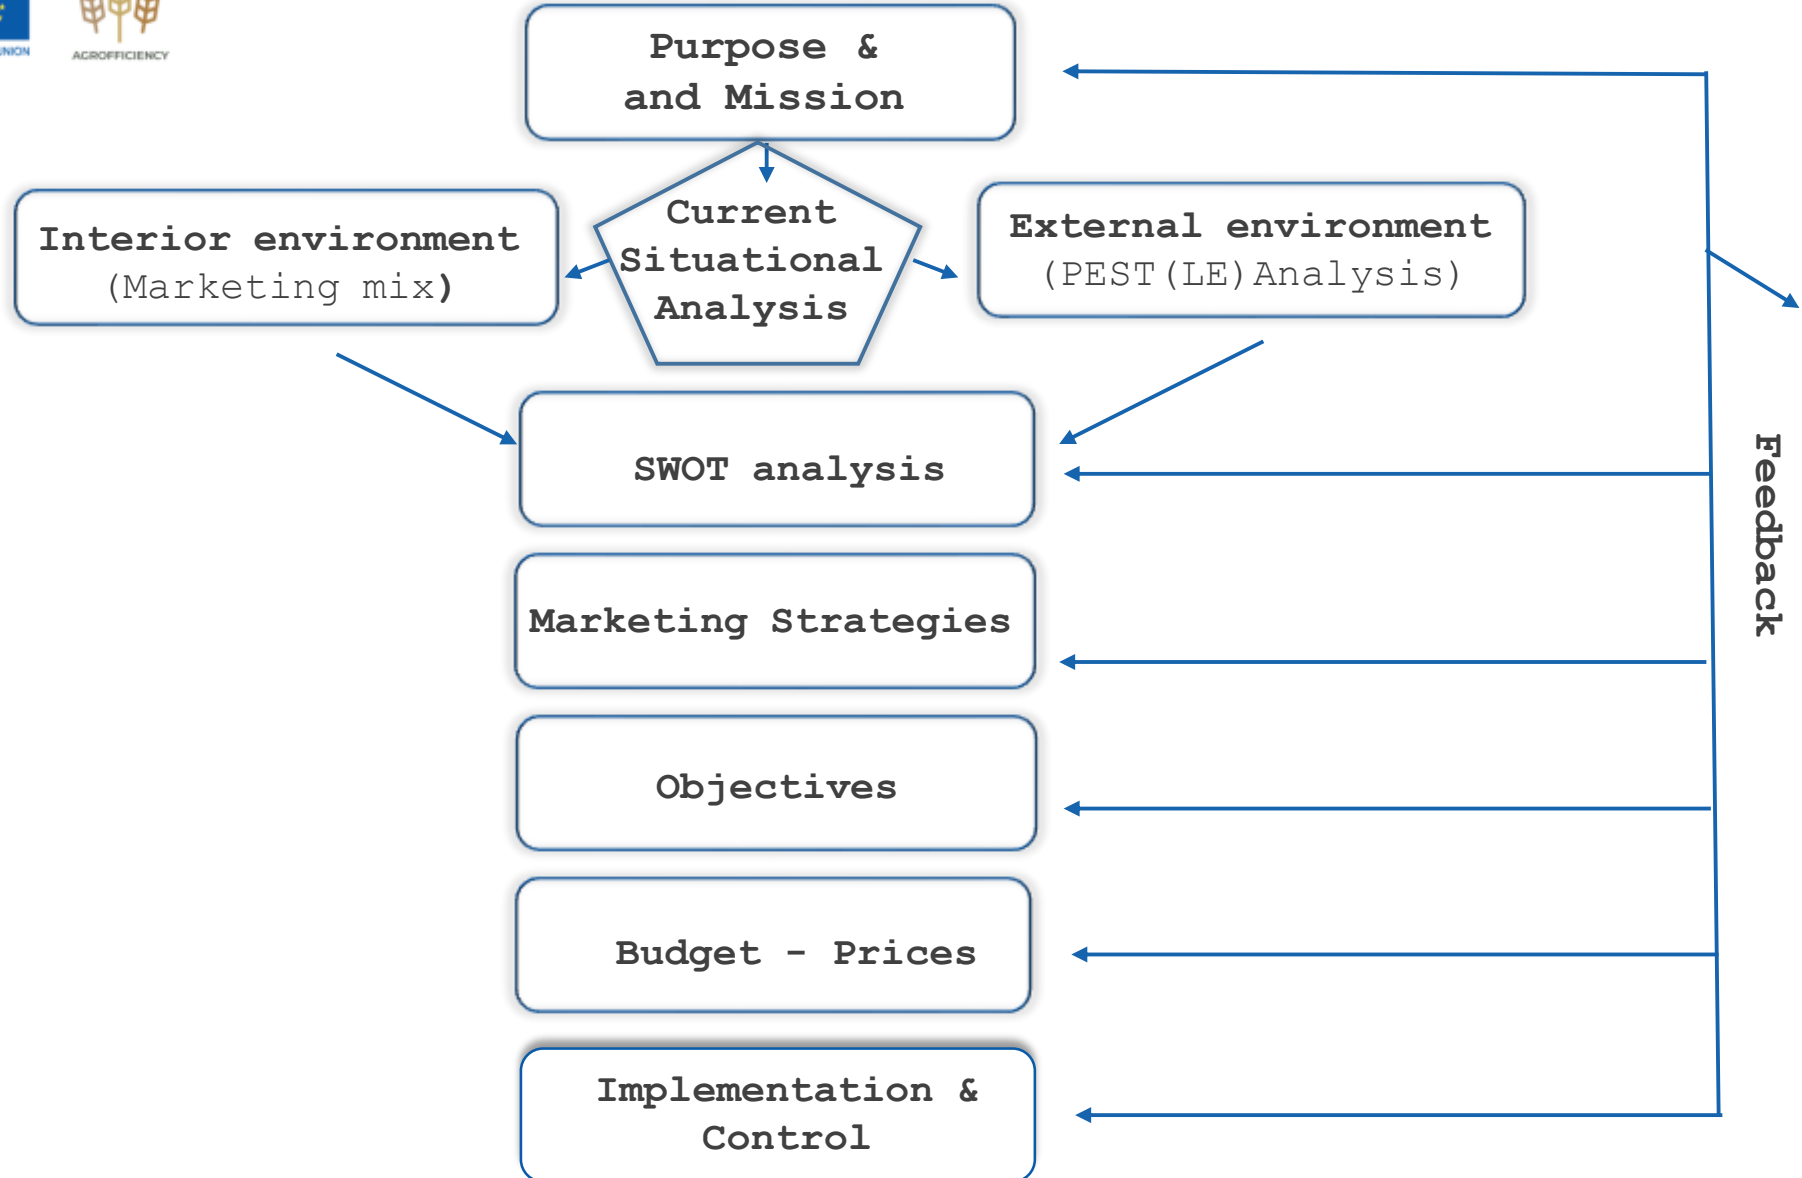 UNION
AGROFFICIENCY
Purpose &
and Mission
Interior environment
(Marketing mix)
Current
Situational
Analysis
External environment
(PEST(LE)Analysis)
SWOT analysis
Marketing Strategies
Objectives
Budget - Prices
Implementation &
Control
Feedback